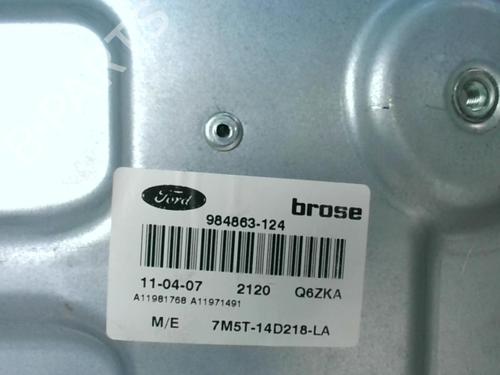 Ford brose
984863-124
11-04-07 2120 Q6ZKA
A11981768 A11971491
M/E 7M5T-14D218-LA